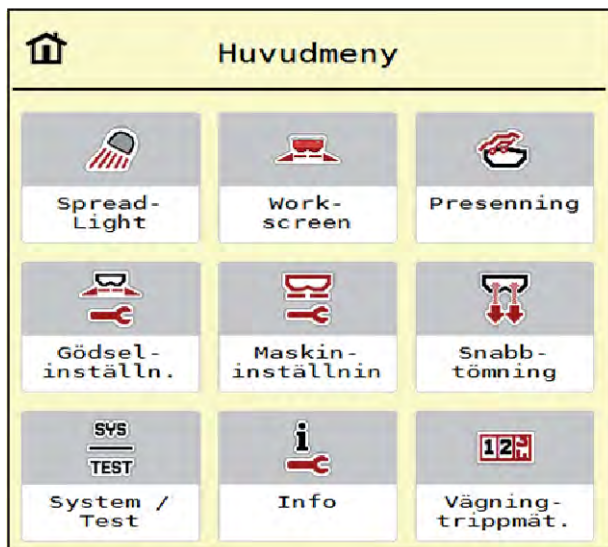 Huvudmeny
Spread-
Light
Work-
screen
Presenning
Gödsel-
inställn.
Maskin-
inställnin
Snabb-
tömning
SYS
TEST
System /
Test
i
Info
12
Vägning-
trippmät.